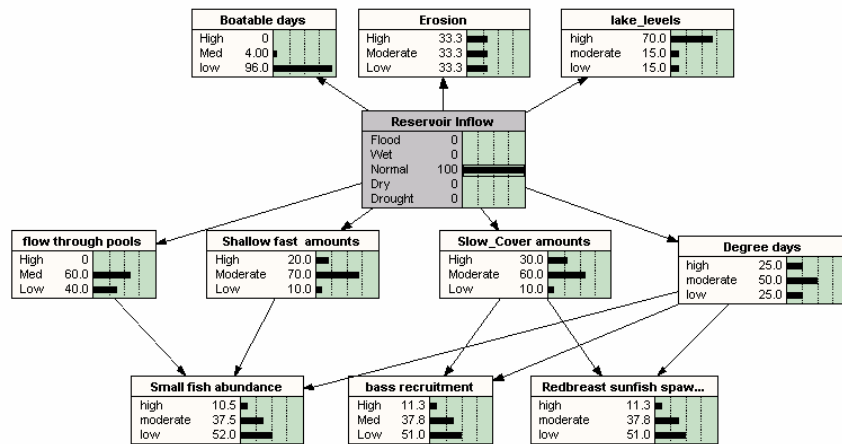 Boatable days
High 0
Med 4.00
low 96.0
Erosion
High 33.3
Moderate 33.3
Low 33.3
lake_levels
high 70.0
moderate 15.0
low 15.0
Reservoir Inflow
Flood 0
Wet 0
Normal 100
Dry 0
Drought 0
flow through pools
High 0
Med 60.0
Low 40.0
Shallow fast amounts
High 20.0
Moderate 70.0
Low 10.0
Slow_Cover amounts
High 30.0
Moderate 60.0
Low 10.0
Degree days
high 25.0
moderate 50.0
low 25.0
Small fish abundance
high 10.5
moderate 37.5
low 52.0
bass recruitment
High 11.3
Med 37.8
Low 51.0
Redbreast sunfish spaw...
high 11.3
moderate 37.8
low 51.0